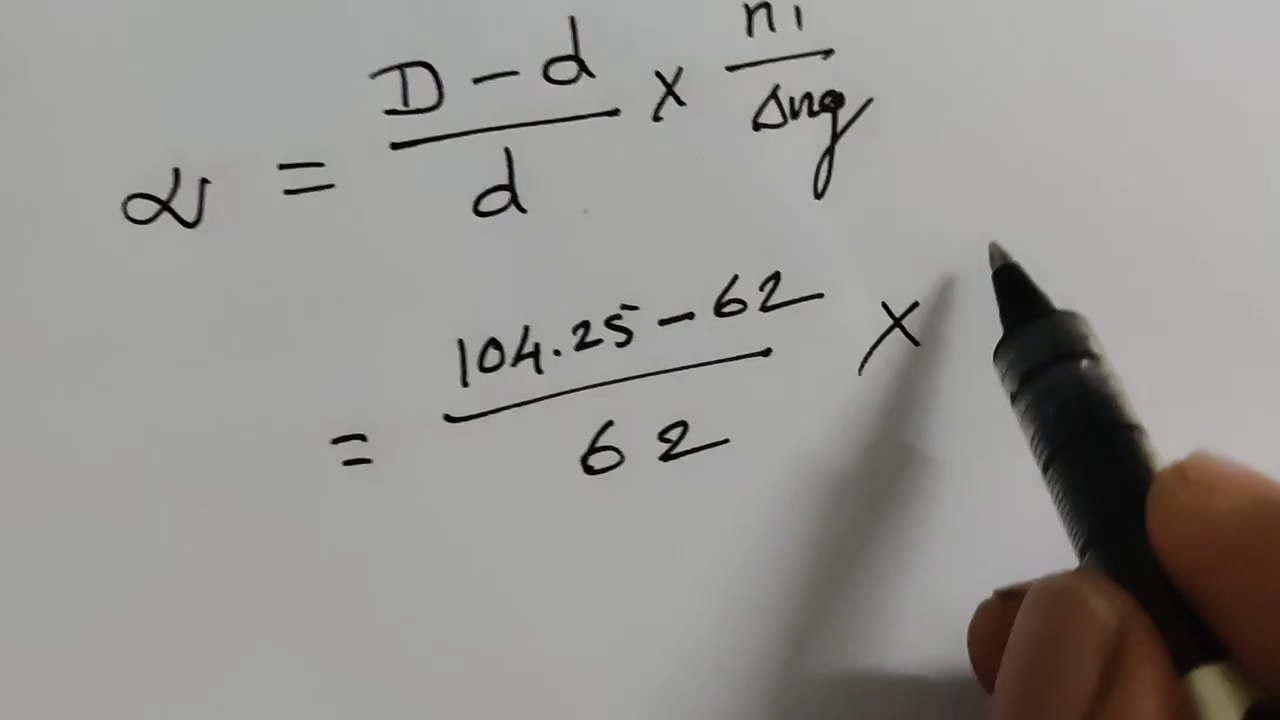 α = D - d / d × n1 / Δng
= 104.25 - 62 / 62 ×